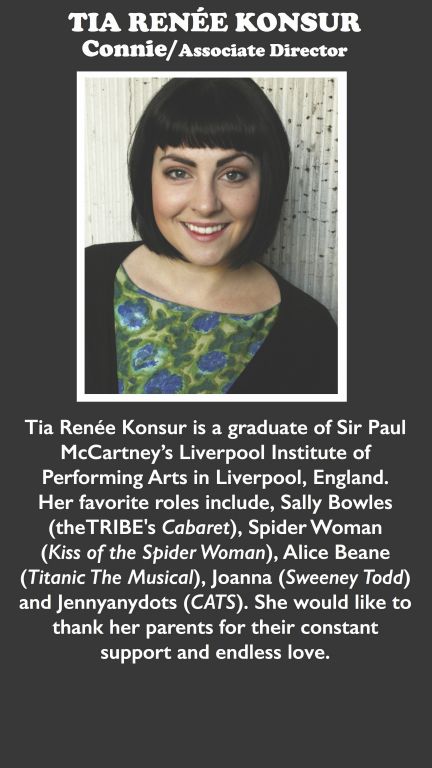 TIA RENÉE KONSUR
Connie/Associate Director
Tia Renée Konsur is a graduate of Sir Paul
McCartney’s Liverpool Institute of
Performing Arts in Liverpool, England.
Her favorite roles include, Sally Bowles
(theTRIBE's Cabaret), Spider Woman
(Kiss of the Spider Woman), Alice Beane
(Titanic The Musical), Joanna (Sweeney Todd)
and Jennyanydots (CATS). She would like to
thank her parents for their constant
support and endless love.